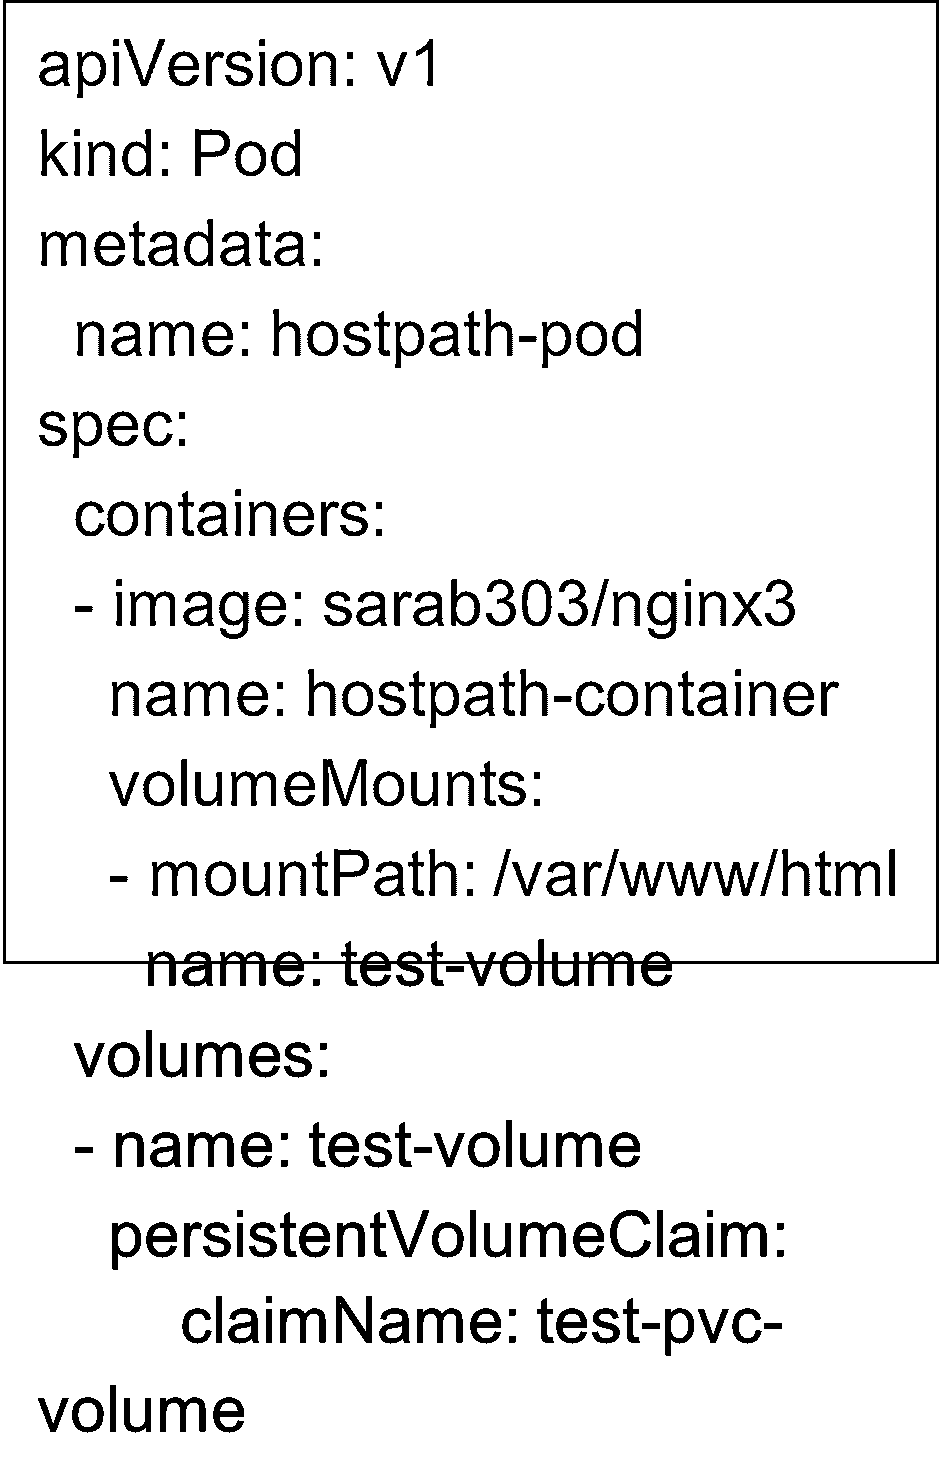 apiVersion: v1
kind: Pod
metadata:
  name: hostpath-pod
spec:
  containers:
  - image: sarab303/nginx3
    name: hostpath-container
    volumeMounts:
    - mountPath: /var/www/html
      name: test-volume
  volumes:
  - name: test-volume
    persistentVolumeClaim:
        claimName: test-pvc-
volume